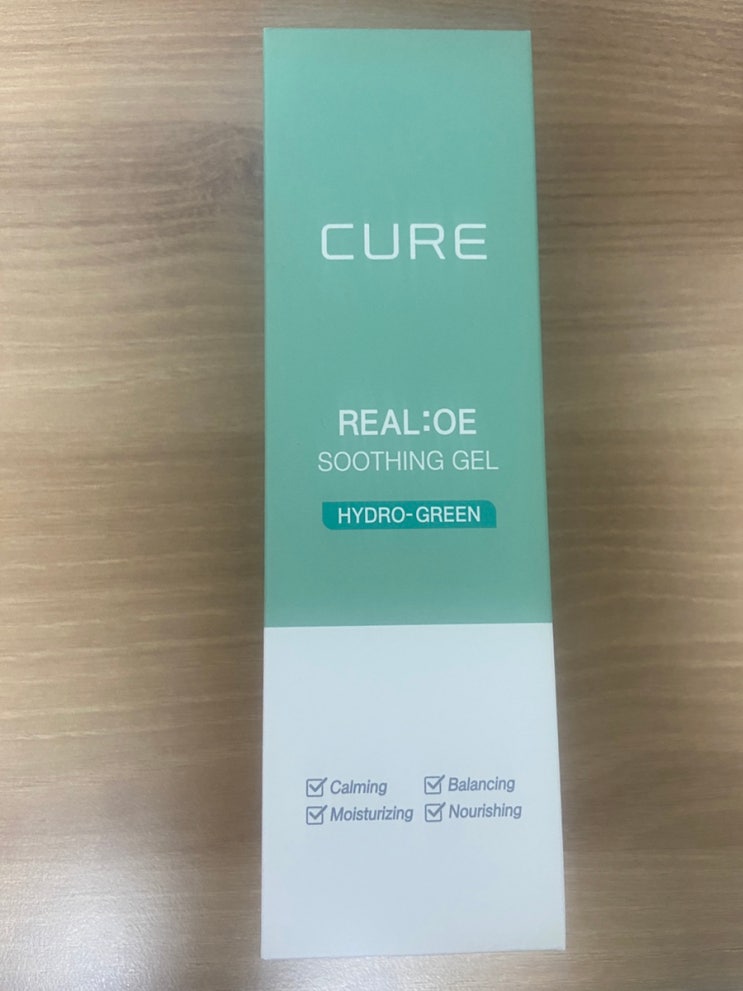 CURE
REAL:OE
SOOTHING GEL
HYDRO-GREEN
☑ Calming ☑ Balancing
☑ Moisturizing ☑ Nourishing